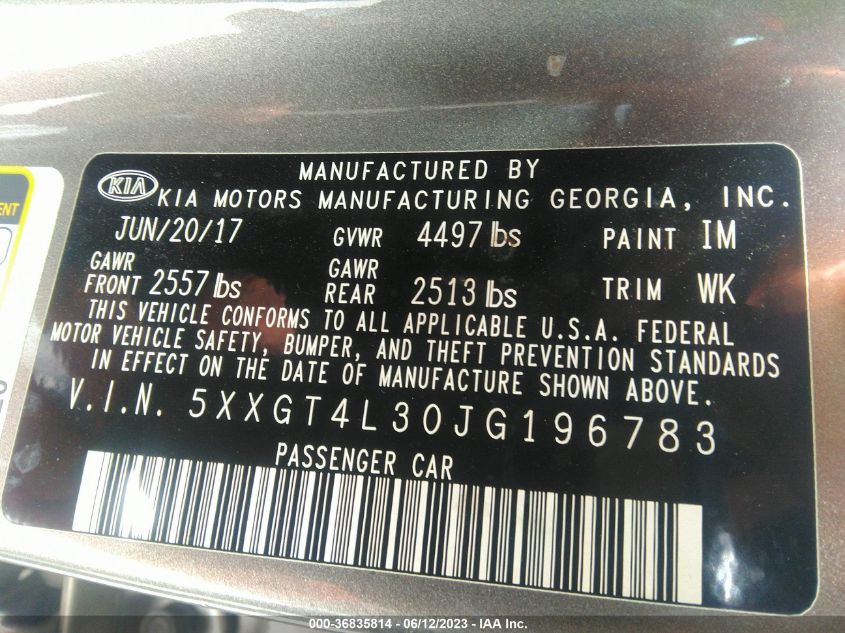 MANUFACTURED BY
KIA KIA MOTORS MANUFACTURING GEORGIA, INC.
JUN/20/17 GVWR 4497 lbs PAINT IM
GAWR FRONT 2557 lbs GAWR REAR 2513 lbs TRIM WK
THIS VEHICLE CONFORMS TO ALL APPLICABLE U.S.A. FEDERAL
MOTOR VEHICLE SAFETY, BUMPER, AND THEFT PREVENTION STANDARDS
IN EFFECT ON THE DATE OF MANUFACTURE SHOWN ABOVE.
V.I.N. 5XXGT4L30JG196783
PASSENGER CAR
000-36835814 - 06/12/2023 - IAA Inc.